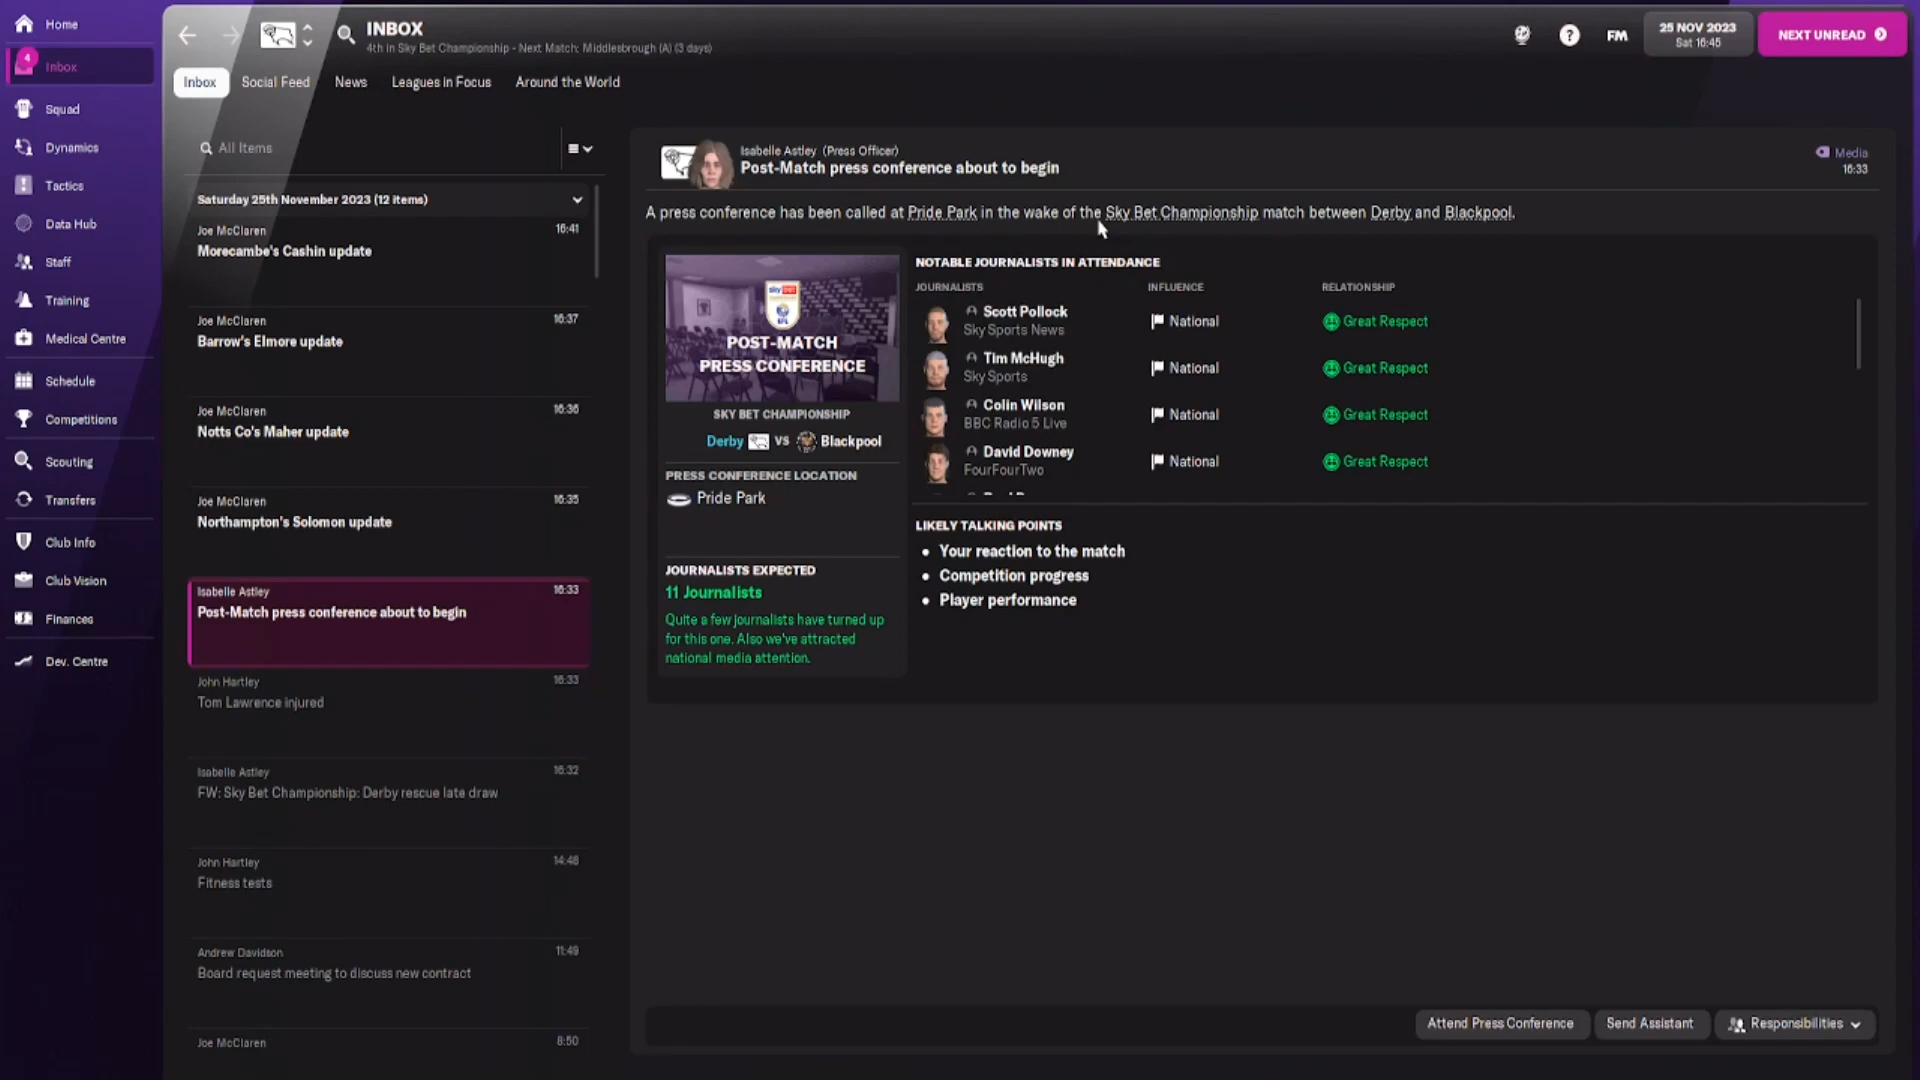 Home
4
Inbox
Squad
Dynamics
Tactics
Data Hub
Staff
Training
Medical Centre
Schedule
Competitions
Scouting
Transfers
Club Info
Club Vision
Finances
Dev. Centre
INBOX
4th in Sky Bet Championship - Next Match: Middlesbrough (A) (3 days)
?
FM
25 NOV 2023
Sat 16:45
NEXT UNREAD
Inbox
Social Feed
News
Leagues in Focus
Around the World
All Items
Saturday 25th November 2023 (12 items)
Joe McClaren 16:41
Morecambe's Cashin update
Joe McClaren 16:37
Barrow's Elmore update
Joe McClaren 16:36
Notts Co's Maher update
Joe McClaren 16:35
Northampton's Solomon update
Isabelle Astley 16:33
Post-Match press conference about to begin
John Hartley 16:33
Tom Lawrence injured
Isabelle Astley 16:32
FW: Sky Bet Championship: Derby rescue late draw
John Hartley 14:48
Fitness tests
Andrew Davidson 11:49
Board request meeting to discuss new contract
Joe McClaren 8:50
Isabelle Astley (Press Officer)
Post-Match press conference about to begin
Media
16:33
A press conference has been called at Pride Park in the wake of the Sky Bet Championship match between Derby and Blackpool.
sky bet
EFL
POST-MATCH
PRESS CONFERENCE
SKY BET CHAMPIONSHIP
Derby VS Blackpool
PRESS CONFERENCE LOCATION
Pride Park
JOURNALISTS EXPECTED
11 Journalists
Quite a few journalists have turned up
for this one. Also we've attracted
national media attention.
NOTABLE JOURNALISTS IN ATTENDANCE
JOURNALISTS INFLUENCE RELATIONSHIP
Scott Pollock
Sky Sports News
National
Great Respect
Tim McHugh
Sky Sports
National
Great Respect
Colin Wilson
BBC Radio 5 Live
National
Great Respect
David Downey
FourFourTwo
National
Great Respect
LIKELY TALKING POINTS
• Your reaction to the match
• Competition progress
• Player performance
Attend Press Conference
Send Assistant
Responsibilities